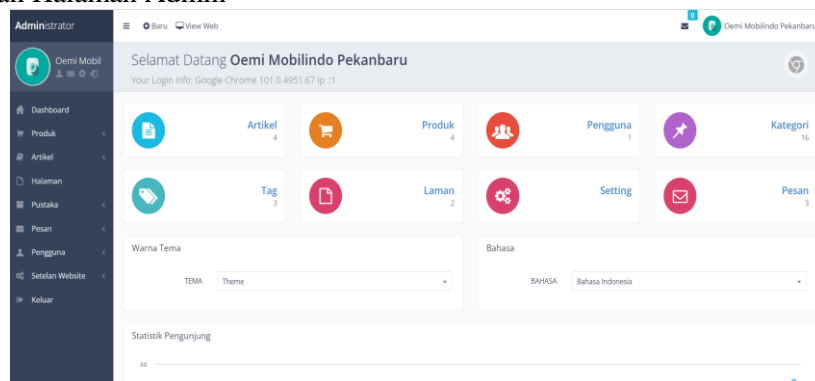 an Halaman Admin
Administrator
Baru View Web
0
Oemi Mobilindo Pekanbaru
Oemi Mobil
Selamat Datang Oemi Mobilindo Pekanbaru
Your Login Info: Google Chrome 101.0.4951.67 Ip ::1
Dashboard
Produk
Artikel
Halaman
Pustaka
Pesan
Pengguna
Setelan Website
Keluar
Artikel
4
Produk
4
Pengguna
1
Kategori
16
Tag
3
Laman
2
Setting
Pesan
3
Warna Tema
TEMA Theme
Bahasa
BAHASA Bahasa Indonesia
Statistik Pengunjung
30